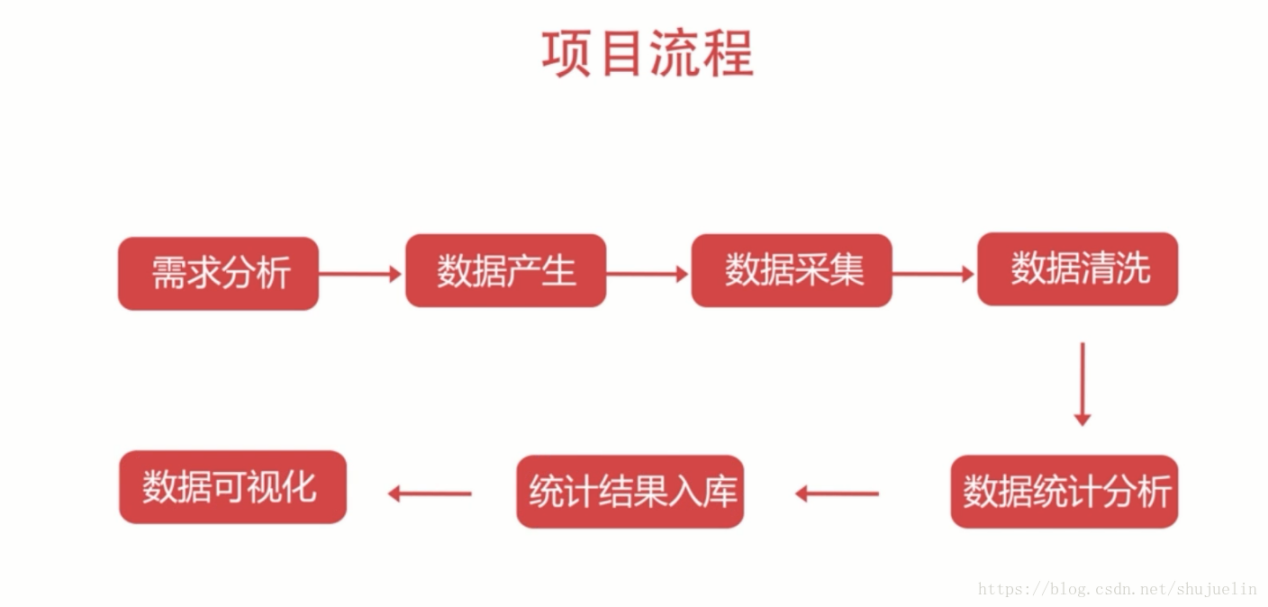 项目流程
需求分析
数据产生
数据采集
数据清洗
数据统计分析
统计结果入库
数据可视化
https://blog.csdn.net/shujuelin